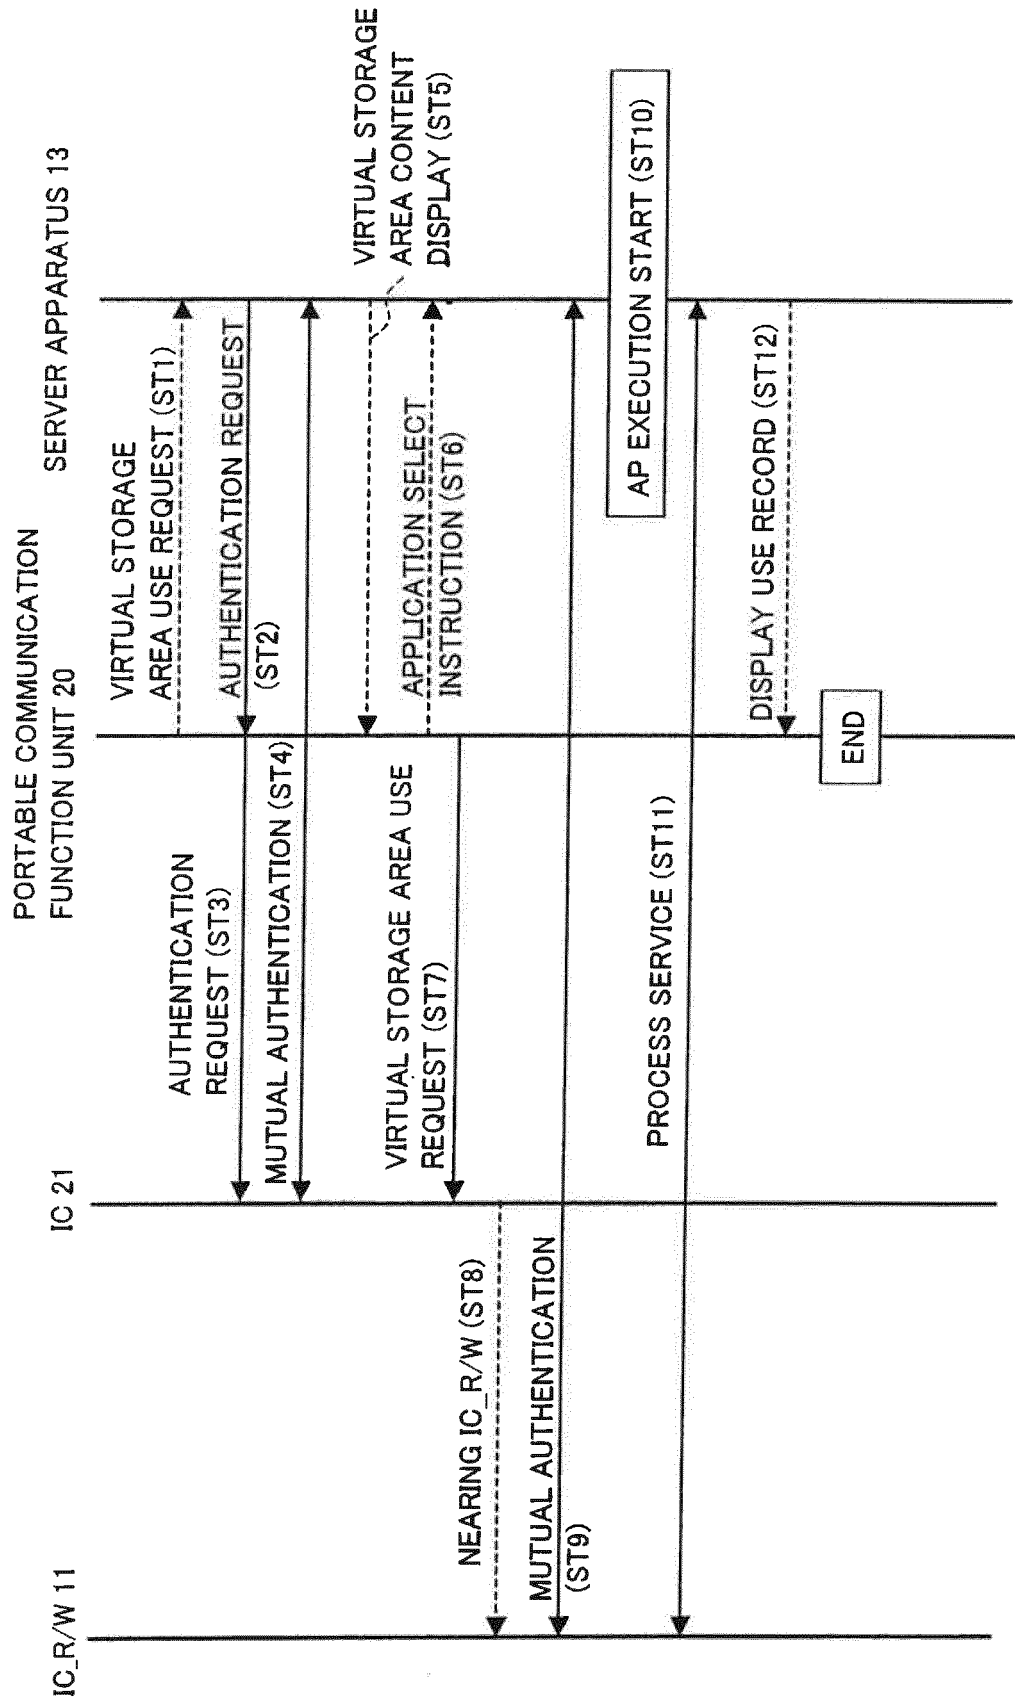 IC_R/W 11
IC 21
PORTABLE COMMUNICATION
FUNCTION UNIT 20
SERVER APPARATUS 13
VIRTUAL STORAGE
AREA USE REQUEST (ST1)
AUTHENTICATION REQUEST
(ST2)
AUTHENTICATION
REQUEST (ST3)
MUTUAL AUTHENTICATION (ST4)
VIRTUAL STORAGE
AREA CONTENT
DISPLAY (ST5)
APPLICATION SELECT
INSTRUCTION (ST6)
VIRTUAL STORAGE AREA USE
REQUEST (ST7)
NEARING IC_R/W (ST8)
MUTUAL AUTHENTICATION
(ST9)
AP EXECUTION START (ST10)
PROCESS SERVICE (ST11)
DISPLAY USE RECORD (ST12)
END